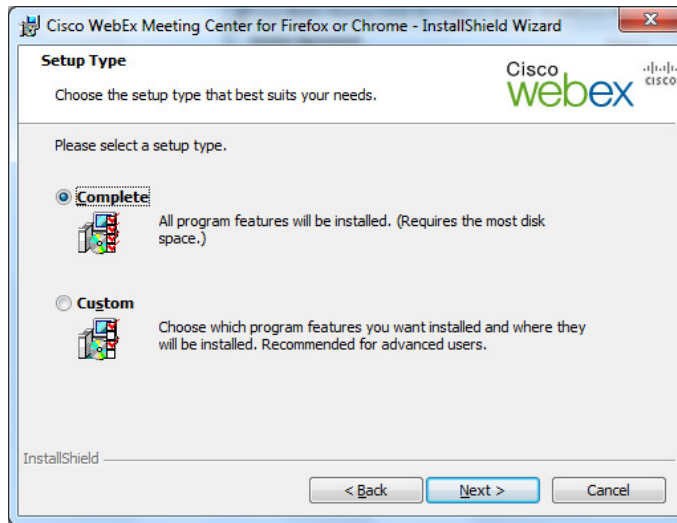 Cisco WebEx Meeting Center for Firefox or Chrome - InstallShield Wizard
Setup Type
Choose the setup type that best suits your needs.
Cisco
webex
cisco
Please select a setup type.
Complete
All program features will be installed. (Requires the most disk
space.)
Custom
Choose which program features you want installed and where they
will be installed. Recommended for advanced users.
InstallShield
< Back
Next >
Cancel